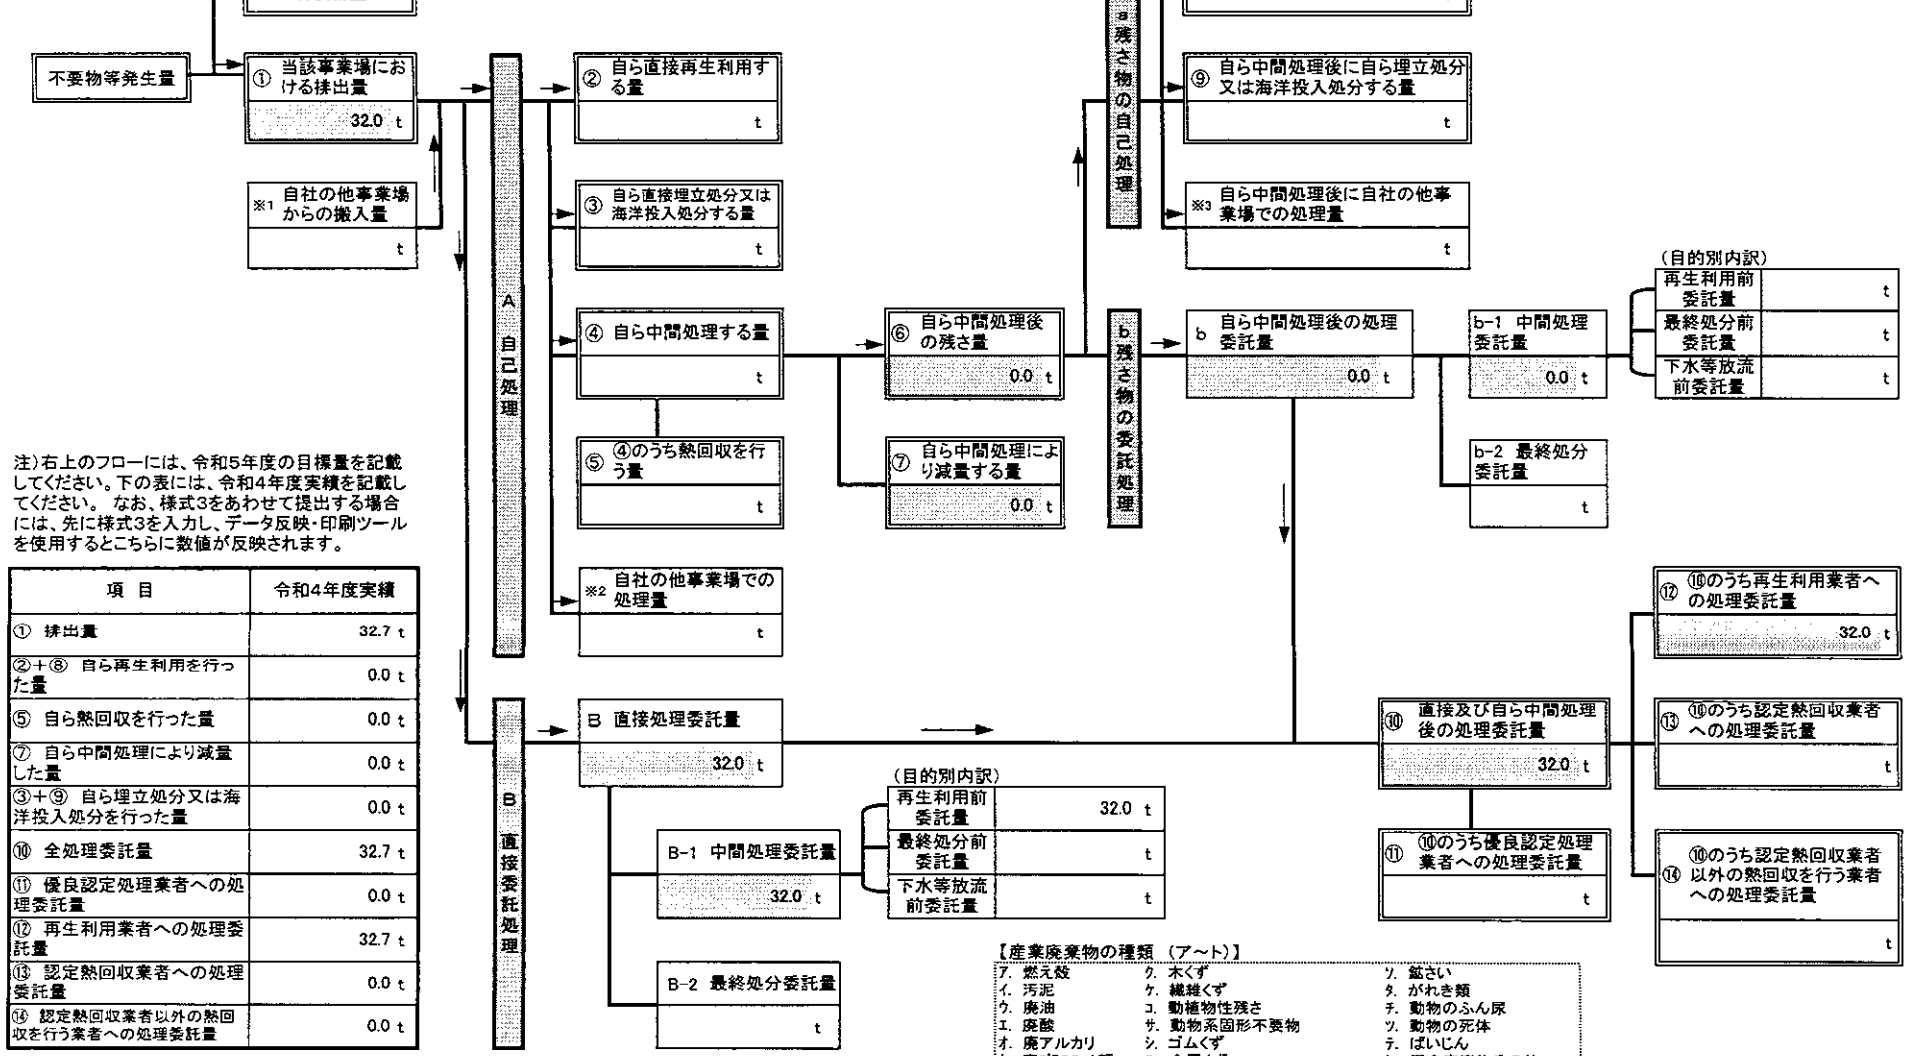 不要物等発生量
① 当該事業場にお
ける排出量
32.0 t
※1 自社の他事業場
からの搬入量
t
A 自己処理
② 自ら直接再生利用す
る量
t
③ 自ら直接埋立処分又は
海洋投入処分する量
t
④ 自ら中間処理する量
t
⑤ ④のうち熱回収を行
う量
t
※2 自社の他事業場での
処理量
t
⑥ 自ら中間処理後
の残さ量
0.0 t
⑦ 自ら中間処理によ
り減量する量
0.0 t
a 残さ物の自己処理
t
⑨ 自ら中間処理後に自ら埋立処分
又は海洋投入処分する量
t
※3 自ら中間処理後に自社の他事
業場での処理量
t
b 残さ物の委託処理
b 自ら中間処理後の処理
委託量
0.0 t
b-1 中間処理
委託量
0.0 t
b-2 最終処分
委託量
t
(目的別内訳)
再生利用前
委託量
t
最終処分前
委託量
t
下水等放流
前委託量
t
注)右上のフローには、令和5年度の目標量を記載
してください。下の表には、令和4年度実績を記載し
てください。 なお、様式3をあわせて提出する場合
には、先に様式3を入力し、データ反映・印刷ツール
を使用するとこちらに数値が反映されます。
項 目 令和4年度実績
① 排出量 32.7 t
②+⑧ 自ら再生利用を行っ
た量 0.0 t
⑤ 自ら熱回収を行った量 0.0 t
⑦ 自ら中間処理により減量
した量 0.0 t
③+⑨ 自ら埋立処分又は海
洋投入処分を行った量 0.0 t
⑩ 全処理委託量 32.7 t
⑪ 優良認定処理業者への処
理委託量 0.0 t
⑫ 再生利用業者への処理委
託量 32.7 t
⑬ 認定熱回収業者への処理
委託量 0.0 t
⑭ 認定熱回収業者以外の熱回
収を行う業者への処理委託量 0.0 t
B 直接委託処理
B 直接処理委託量
32.0 t
B-1 中間処理委託量
32.0 t
B-2 最終処分委託量
t
(目的別内訳)
再生利用前
委託量
32.0 t
最終処分前
委託量
t
下水等放流
前委託量
t
⑩ 直接及び自ら中間処理
後の処理委託量
32.0 t
⑪ ⑩のうち優良認定処理
業者への処理委託量
t
⑫ ⑩のうち再生利用業者へ
の処理委託量
32.0 t
⑬ ⑩のうち認定熱回収業者
への処理委託量
t
⑭ ⑩のうち認定熱回収業者
以外の熱回収を行う業者
への処理委託量
t
【産業廃棄物の種類 (ア~ト)】
ア. 燃え殻 ク. 木くず ソ. 鉱さい
イ. 汚泥 ケ. 繊維くず タ. がれき類
ウ. 廃油 コ. 動植物性残さ チ. 動物のふん尿
エ. 廃酸 サ. 動物系固形不要物 ツ. 動物の死体
オ. 廃アルカリ シ. ゴムくず テ. ばいじん